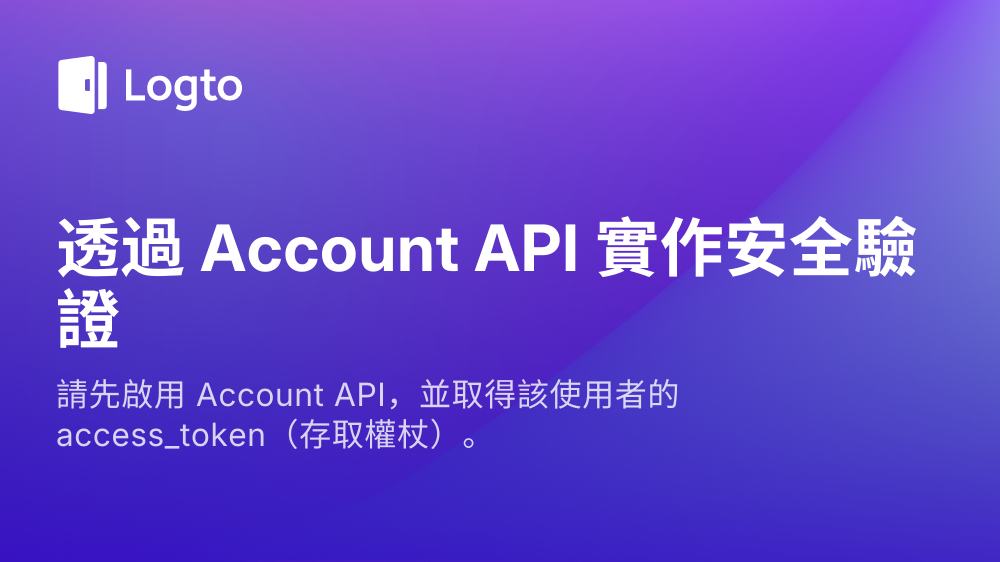 Logto
透過 Account API 實作安全驗
證
請先啟用 Account API，並取得該使用者的
access_token（存取權杖）。